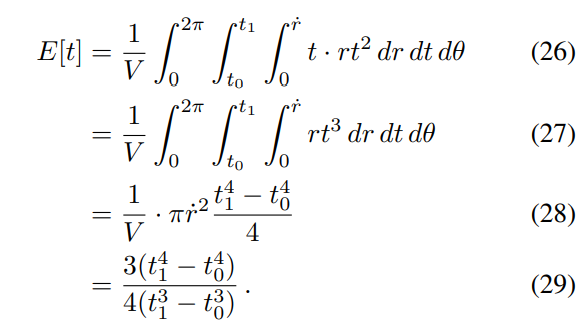 E[t] = \frac{1}{V} \int_0^{2\pi} \int_{t_0}^{t_1} \int_0^{\dot{r}} t \cdot rt^2 \, dr \, dt \, d\theta (26)
= \frac{1}{V} \int_0^{2\pi} \int_{t_0}^{t_1} \int_0^{\dot{r}} rt^3 \, dr \, dt \, d\theta (27)
= \frac{1}{V} \cdot \pi \dot{r}^2 \frac{t_1^4 - t_0^4}{4} (28)
= \frac{3(t_1^4 - t_0^4)}{4(t_1^3 - t_0^3)} . (29)